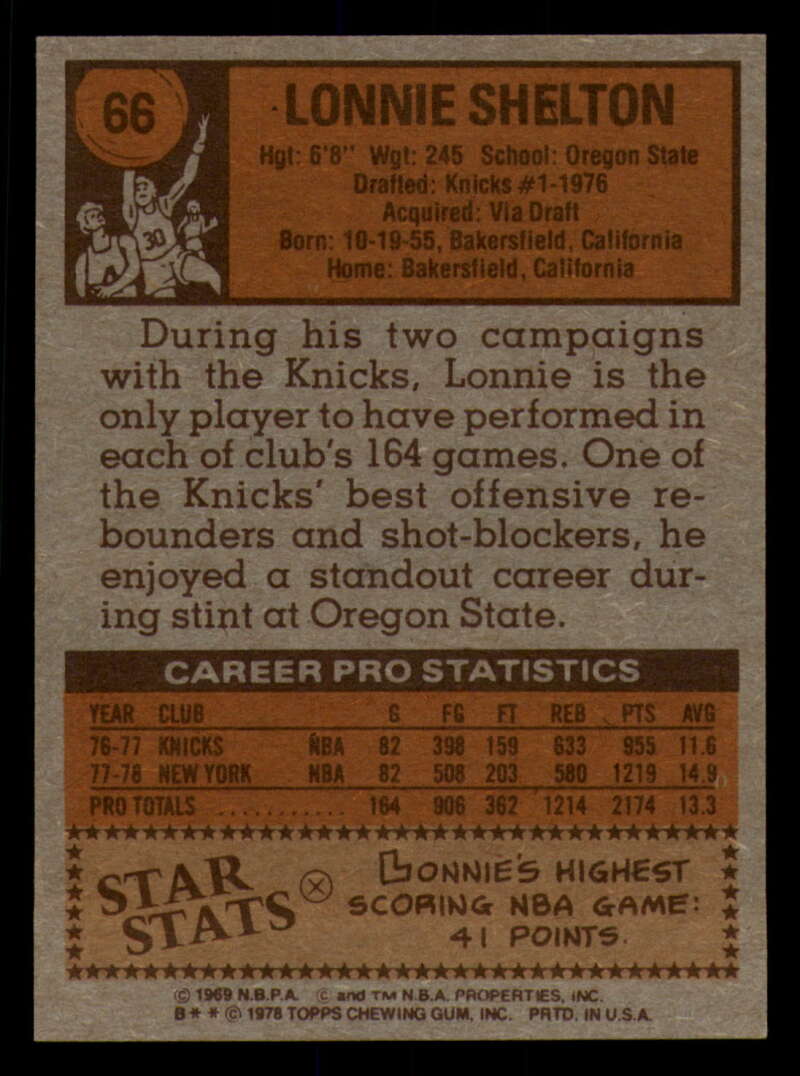 66
LONNIE SHELTON
Hgt: 6'8" Wgt: 245 School: Oregon State
Drafted: Knicks #1-1976
Acquired: Via Draft
Born: 10-19-55, Bakersfield, California
Home: Bakersfield, California
30
During his two campaigns
with the Knicks, Lonnie is the
only player to have performed in
each of club's 164 games. One of
the Knicks' best offensive re-
bounders and shot-blockers, he
enjoyed a standout career dur-
ing stint at Oregon State.
CAREER PRO STATISTICS
YEAR CLUB G FG FT REB PTS AVG
76-77 KNICKS NBA 82 398 159 633 955 11.6
77-78 NEW YORK NBA 82 508 203 580 1219 14.9
PRO TOTALS ........... 164 906 362 1214 2174 13.3
STAR
STATS
LONNIE'S HIGHEST
SCORING NBA GAME:
41 POINTS.
© 1969 N.B.P.A. © and TM N.B.A. PROPERTIES, INC.
B** © 1978 TOPPS CHEWING GUM, INC. PRTD. IN U.S.A.